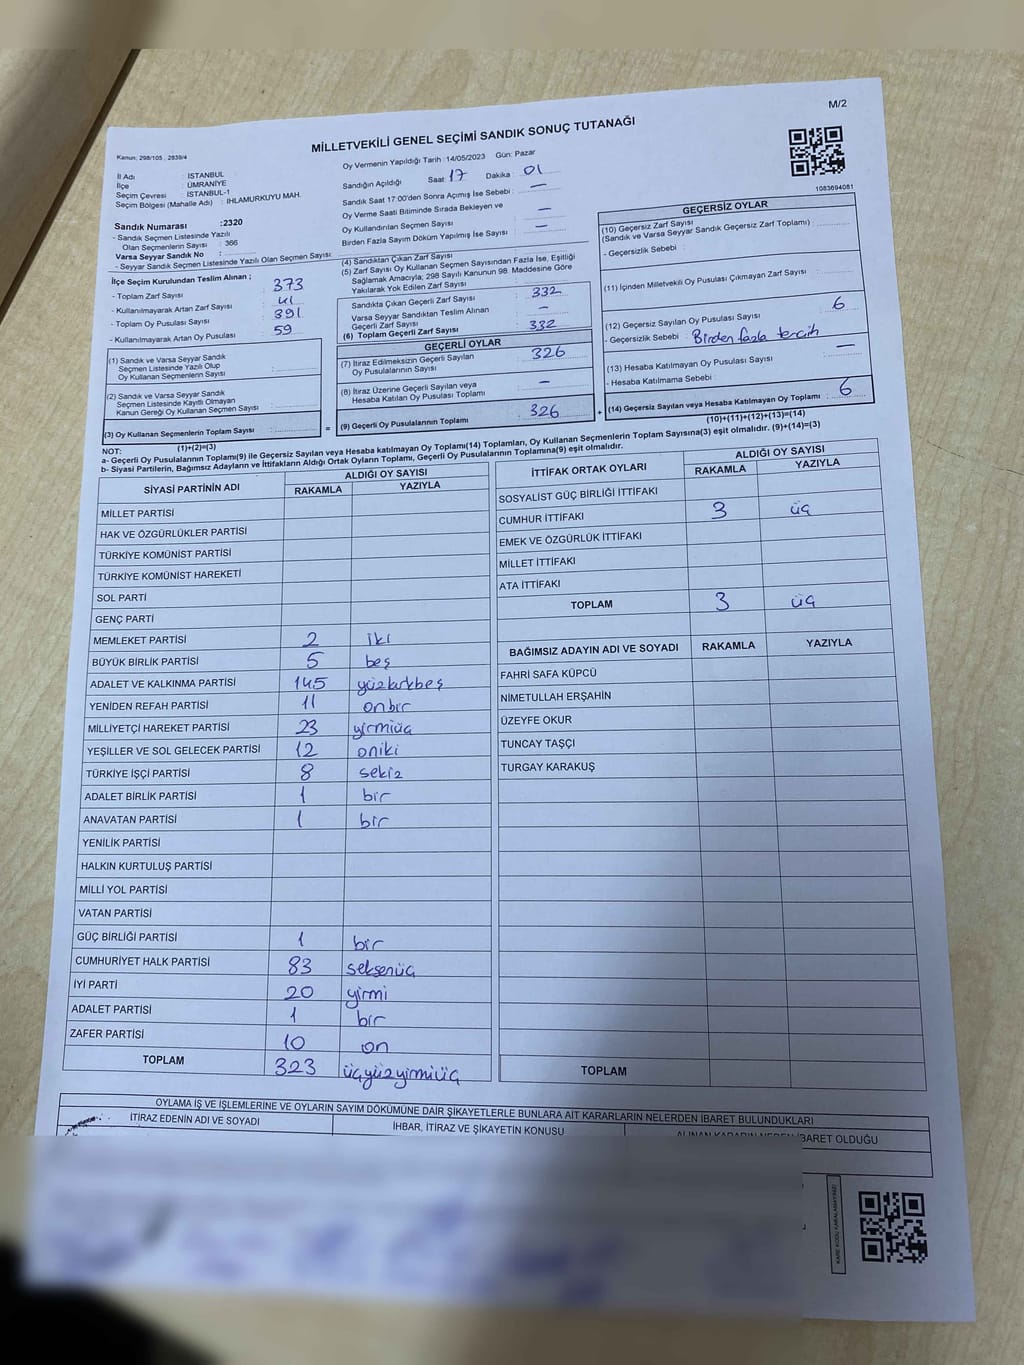 M/2
MİLLETVEKİLİ GENEL SEÇİMİ SANDIK SONUÇ TUTANAĞI
Kanun; 298/105 , 2839/4
1083694081
İl Adı : İSTANBUL
İlçe : ÜMRANİYE
Seçim Çevresi : İSTANBUL-1
Seçim Bölgesi (Mahalle Adı) : IHLAMURKUYU MAH.
Sandık Numarası :2320
- Sandık Seçmen Listesinde Yazılı
Olan Seçmenlerin Sayısı : 366
Varsa Seyyar Sandık No :
- Seyyar Sandık Seçmen Listesinde Yazılı Olan Seçmen Sayısı:
İlçe Seçim Kurulundan Teslim Alınan ;
- Toplam Zarf Sayısı : 373
- Kullanılmayarak Artan Zarf Sayısı : 41
- Toplam Oy Pusulası Sayısı : 391
- Kullanılmayarak Artan Oy Pusulası : 59
(1) Sandık ve Varsa Seyyar Sandık
Seçmen Listesinde Yazılı Olup
Oy Kullanan Seçmenlerin Sayısı :
(2) Sandık ve Varsa Seyyar Sandık
Seçmen Listesinde Kayıtlı Olmayan
Kanun Gereği Oy Kullanan Seçmen Sayısı :
(3) Oy Kullanan Seçmenlerin Toplam Sayısı :
(1)+(2)=(3)
Oy Vermenin Yapıldığı Tarih :14/05/2023 Gün: Pazar
Sandığın Açıldığı Saat: 17 Dakika : 01
Sandık Saat 17:00'den Sonra Açımış İse Sebebi : —
Oy Verme Saati Bitiminde Sırada Bekleyen ve
Oy Kullandırılan Seçmen Sayısı : —
Birden Fazla Sayım Döküm Yapılmış İse Sayısı : —
(4) Sandıktan Çıkan Zarf Sayısı :
(5) Zarf Sayısı Oy Kullanan Seçmen Sayısından Fazla İse, Eşitliği
Sağlamak Amacıyla; 298 Sayılı Kanunun 98. Maddesine Göre
Yakılarak Yok Edilen Zarf Sayısı :
Sandıkta Çıkan Geçerli Zarf Sayısı : 332
Varsa Seyyar Sandıktan Teslim Alınan
Geçerli Zarf Sayısı : —
(6) Toplam Geçerli Zarf Sayısı : 332
GEÇERLİ OYLAR
(7) İtiraz Edilmeksizin Geçerli Sayılan
Oy Pusulalarının Sayısı : 326
(8) İtiraz Üzerine Geçerli Sayılan veya
Hesaba Katılan Oy Pusulası Toplamı : —
(9) Geçerli Oy Pusulalarının Toplamı : 326
GEÇERSİZ OYLAR
(10) Geçersiz Zarf Sayısı
(Sandık ve Varsa Seyyar Sandık Geçersiz Zarf Toplamı) :
- Geçersizlik Sebebi :
(11) İçinden Milletvekili Oy Pusulası Çıkmayan Zarf Sayısı :
(12) Geçersiz Sayılan Oy Pusulası Sayısı : 6
- Geçersizlik Sebebi : Birden fazla tercih
(13) Hesaba Katılmayan Oy Pusulası Sayısı : —
- Hesaba Katılmama Sebebi :
(14) Geçersiz Sayılan veya Hesaba Katılmayan Oy Toplamı : 6
(10)+(11)+(12)+(13)=(14)
NOT:
a- Geçerli Oy Pusulalarının Toplamı(9) ile Geçersiz Sayılan veya Hesaba katılmayan Oy Toplamı(14) Toplamları, Oy Kullanan Seçmenlerin Toplam Sayısına(3) eşit olmalıdır. (9)+(14)=(3)
b- Siyasi Partilerin, Bağımsız Adayların ve İttifakların Aldığı Ortak Oyların Toplamı, Geçerli Oy Pusulalarının Toplamına(9) eşit olmalıdır.
SİYASİ PARTİNİN ADI ALDIĞI OY SAYISI
RAKAMLA YAZIYLA
MİLLET PARTİSİ
HAK VE ÖZGÜRLÜKLER PARTİSİ
TÜRKİYE KOMÜNİST PARTİSİ
TÜRKİYE KOMÜNİST HAREKETİ
SOL PARTİ
GENÇ PARTİ
MEMLEKET PARTİSİ 2 iki
BÜYÜK BİRLİK PARTİSİ 5 beş
ADALET VE KALKINMA PARTİSİ 145 yüzkırkbeş
YENİDEN REFAH PARTİSİ 11 onbir
MİLLİYETÇİ HAREKET PARTİSİ 23 yirmiüç
YEŞİLLER VE SOL GELECEK PARTİSİ 12 oniki
TÜRKİYE İŞÇİ PARTİSİ 8 sekiz
ADALET BİRLİK PARTİSİ 1 bir
ANAVATAN PARTİSİ 1 bir
YENİLİK PARTİSİ
HALKIN KURTULUŞ PARTİSİ
MİLLİ YOL PARTİSİ
VATAN PARTİSİ
GÜÇ BİRLİĞİ PARTİSİ 1 bir
CUMHURİYET HALK PARTİSİ 83 seksenüç
İYİ PARTİ 20 yirmi
ADALET PARTİSİ 1 bir
ZAFER PARTİSİ 10 on
TOPLAM 323 üçyüzyirmiüç
İTTİFAK ORTAK OYLARI ALDIĞI OY SAYISI
RAKAMLA YAZIYLA
SOSYALİST GÜÇ BİRLİĞİ İTTİFAKI
CUMHUR İTTİFAKI 3 üç
EMEK VE ÖZGÜRLÜK İTTİFAKI
MİLLET İTTİFAKI
ATA İTTİFAKI
TOPLAM 3 üç
BAĞIMSIZ ADAYIN ADI VE SOYADI RAKAMLA YAZIYLA
FAHRİ SAFA KÜPCÜ
NİMETULLAH ERŞAHİN
ÜZEYFE OKUR
TUNCAY TAŞÇI
TURGAY KARAKUŞ
TOPLAM
OYLAMA İŞ VE İŞLEMLERİNE VE OYLARIN SAYIM DÖKÜMÜNE DAİR ŞİKAYETLERLE BUNLARA AİT KARARLARIN NELERDEN İBARET BULUNDUKLARI
İTİRAZ EDENİN ADI VE SOYADI İHBAR, İTİRAZ VE ŞİKAYETİN KONUSU ALINAN KARARIN NEDEN İBARET OLDUĞU
KARE KODU KARALAMAYINIZ!